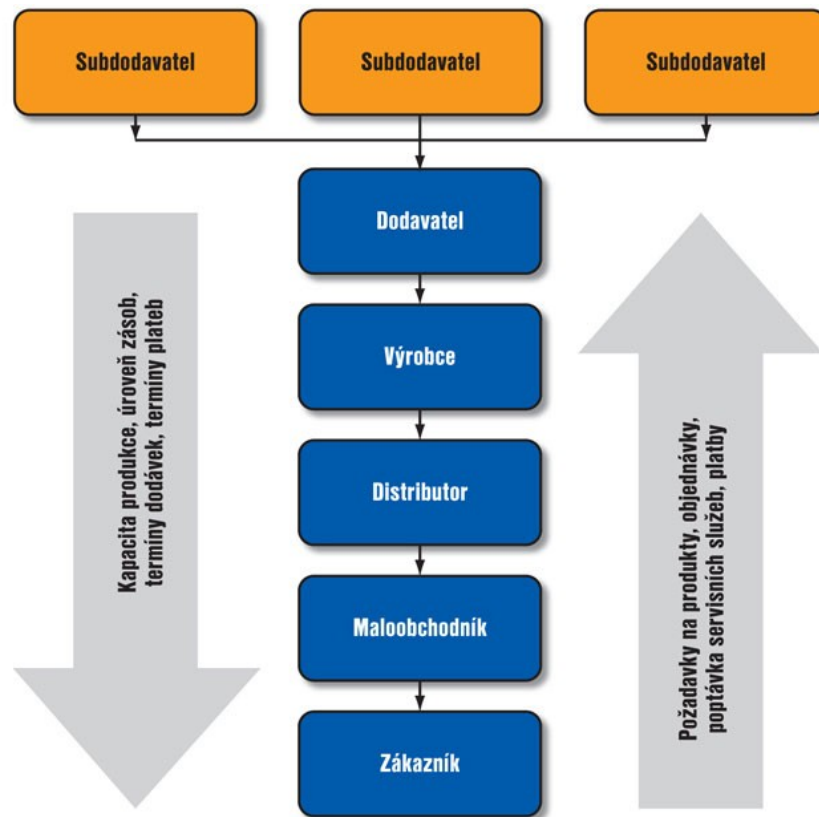 Subdodavatel
Subdodavatel
Subdodavatel
Dodavatel
Výrobce
Distributor
Maloobchodník
Zákazník
Kapacita produkce, úroveň zásob,
termíny dodávek, termíny plateb
Požadavky na produkty, objednávky,
poptávka servisních služeb, platby